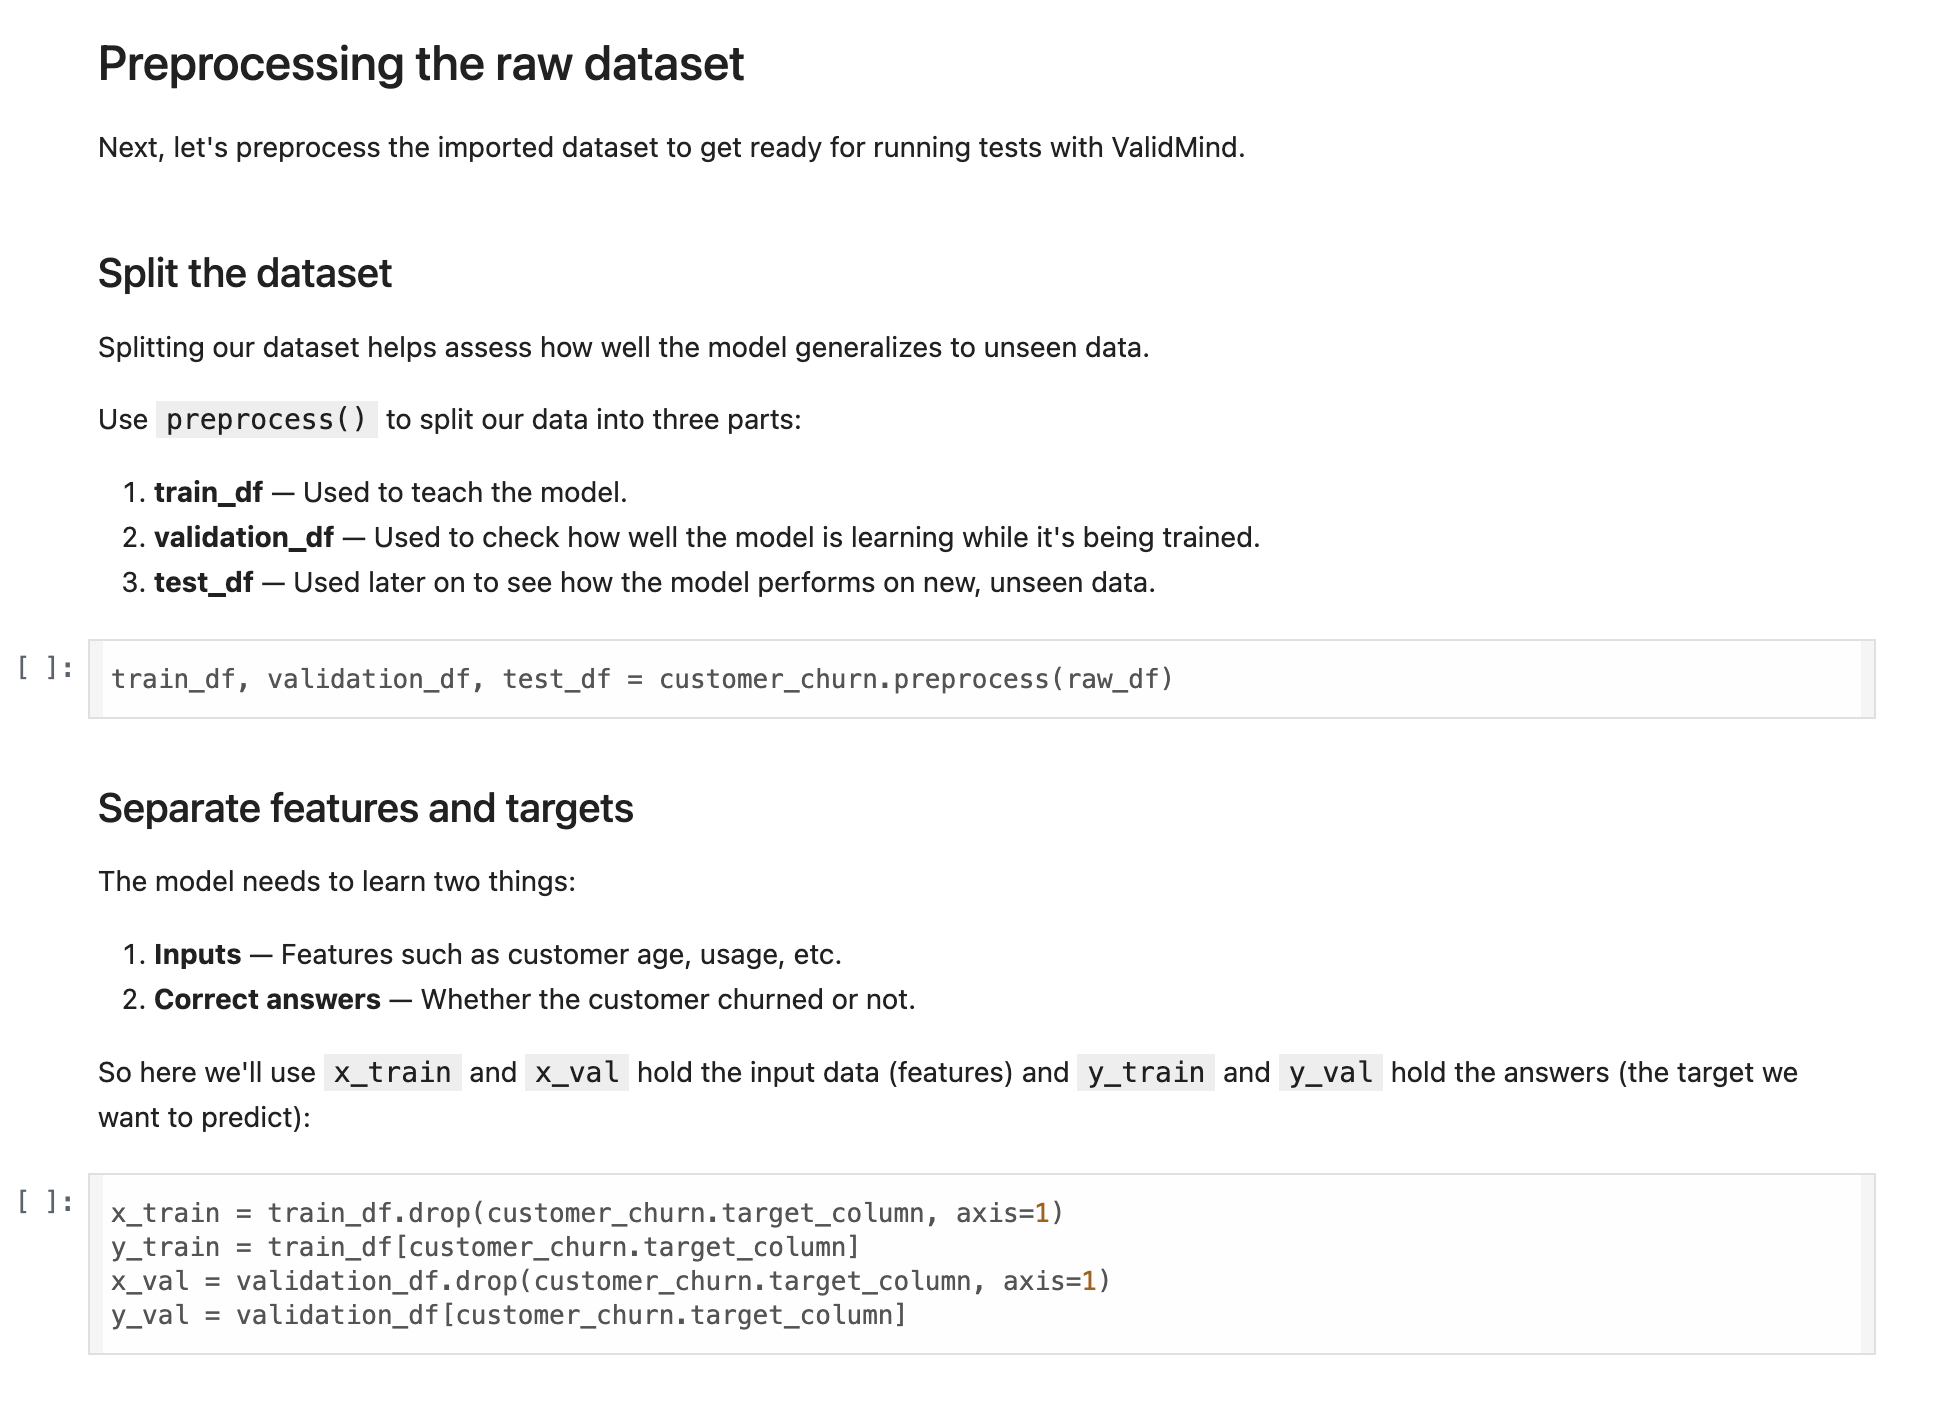 Preprocessing the raw dataset
Next, let's preprocess the imported dataset to get ready for running tests with ValidMind.
Split the dataset
Splitting our dataset helps assess how well the model generalizes to unseen data.
Use preprocess() to split our data into three parts:
1. train_df — Used to teach the model.
2. validation_df — Used to check how well the model is learning while it's being trained.
3. test_df — Used later on to see how the model performs on new, unseen data.
[ ]: train_df, validation_df, test_df = customer_churn.preprocess(raw_df)
Separate features and targets
The model needs to learn two things:
1. Inputs — Features such as customer age, usage, etc.
2. Correct answers — Whether the customer churned or not.
So here we'll use x_train and x_val hold the input data (features) and y_train and y_val hold the answers (the target we
want to predict):
[ ]: x_train = train_df.drop(customer_churn.target_column, axis=1)
y_train = train_df[customer_churn.target_column]
x_val = validation_df.drop(customer_churn.target_column, axis=1)
y_val = validation_df[customer_churn.target_column]